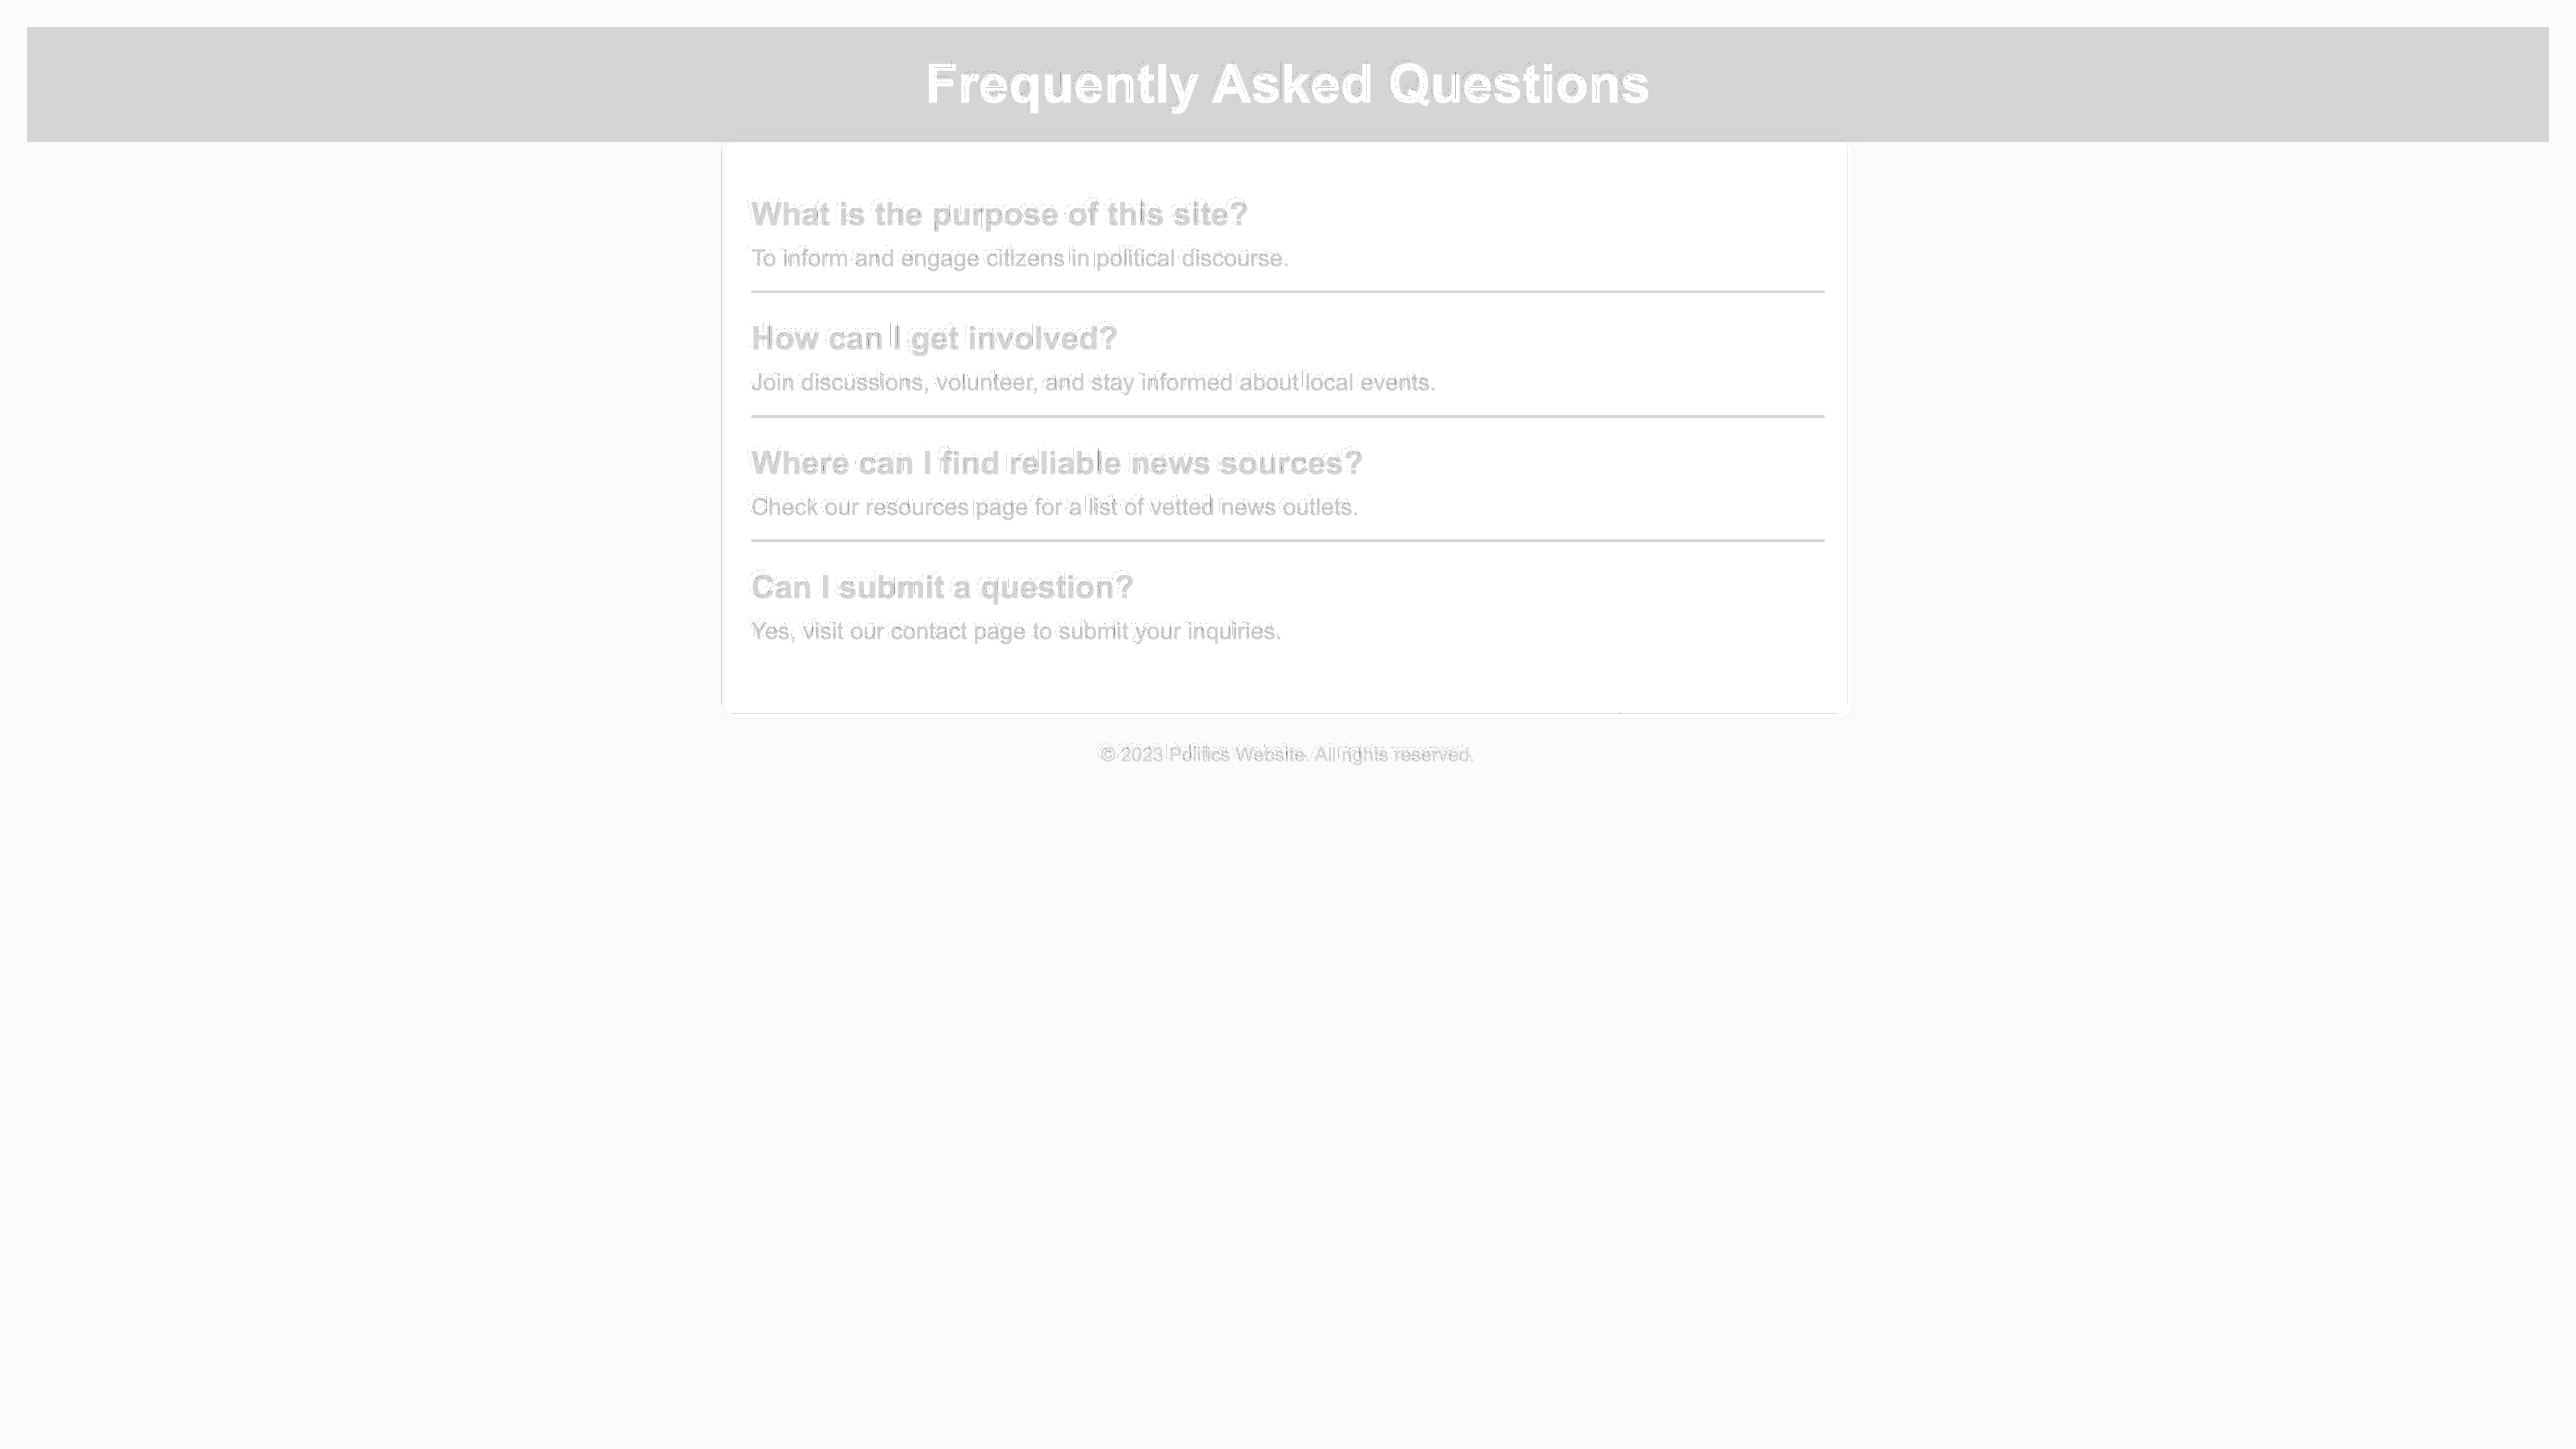 Frequently Asked Questions
What is the purpose of this site?
To inform and engage citizens in political discourse.
How can I get involved?
Join discussions, volunteer, and stay informed about local events.
Where can I find reliable news sources?
Check our resources page for a list of vetted news outlets.
Can I submit a question?
Yes, visit our contact page to submit your inquiries.
© 2023 Politics Website. All rights reserved.